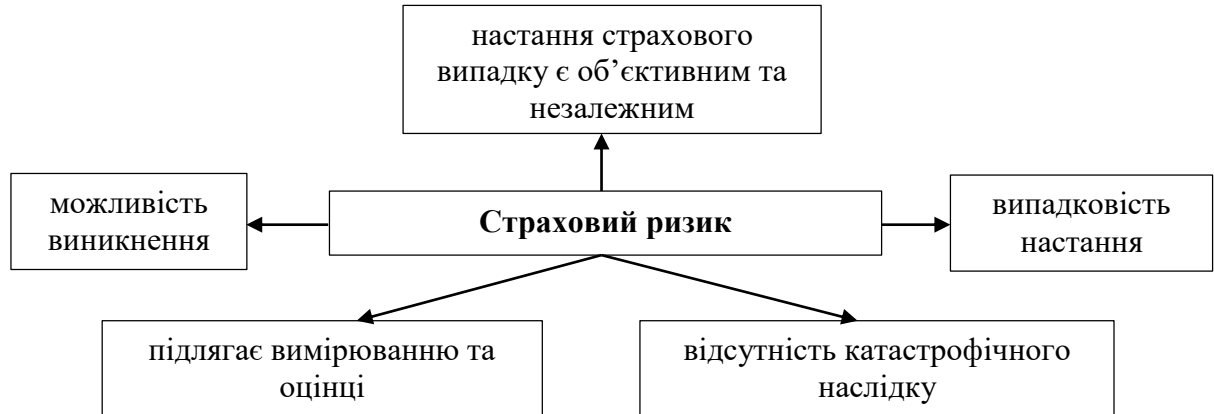 настання страхового
випадку є об’єктивним та
незалежним
можливість
виникнення
Страховий ризик
випадковість
настання
підлягає вимірюванню та
оцінці
відсутність катастрофічного
наслідку